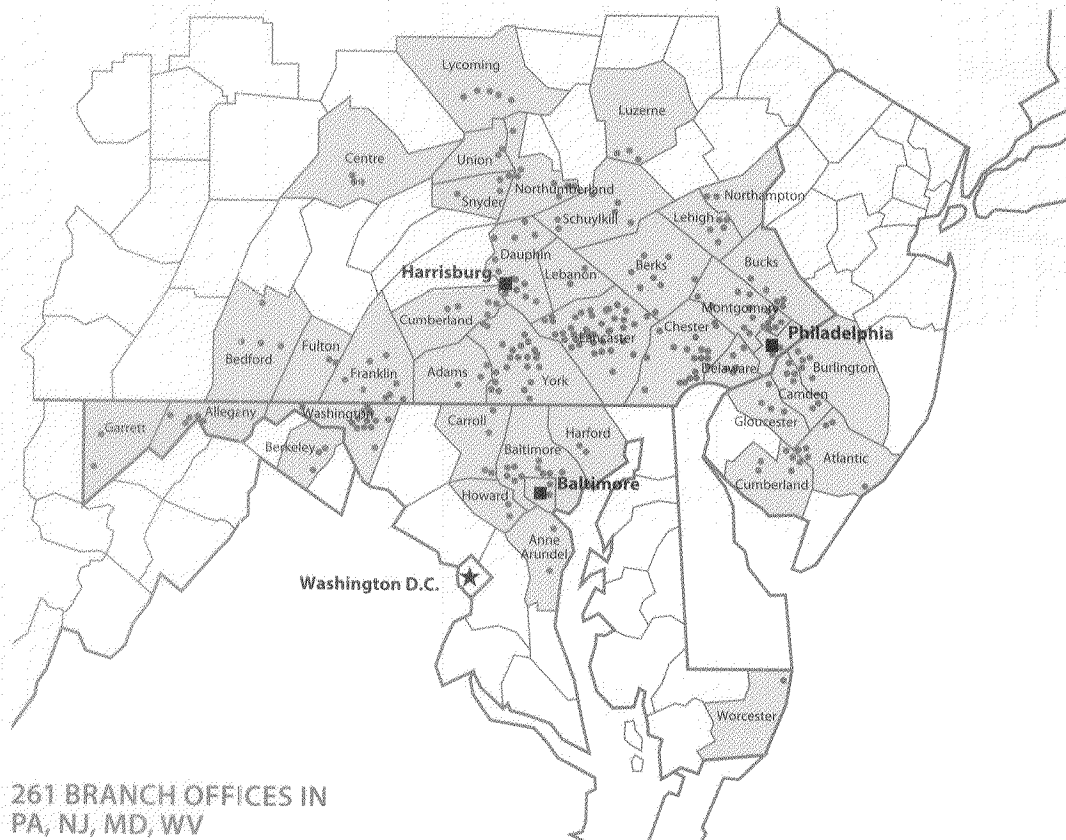 Lycoming
Luzerne
Centre
Union
Northumberland
Northampton
Snyder
Schuylkill
Lehigh
Dauphin
Bucks
Harrisburg
Lebanon
Berks
Montgomery
Cumberland
Lancaster
Chester
Philadelphia
Fulton
Bedford
Franklin
Adams
York
Delaware
Burlington
Camden
Garrett
Allegeny
Washington
Carroll
Harford
Gloucester
Berkeley
Baltimore
Atlantic
Howard
Baltimore
Cumberland
Anne
Arundel
Washington D.C.
Worcester
261 BRANCH OFFICES IN
PA, NJ, MD, WV